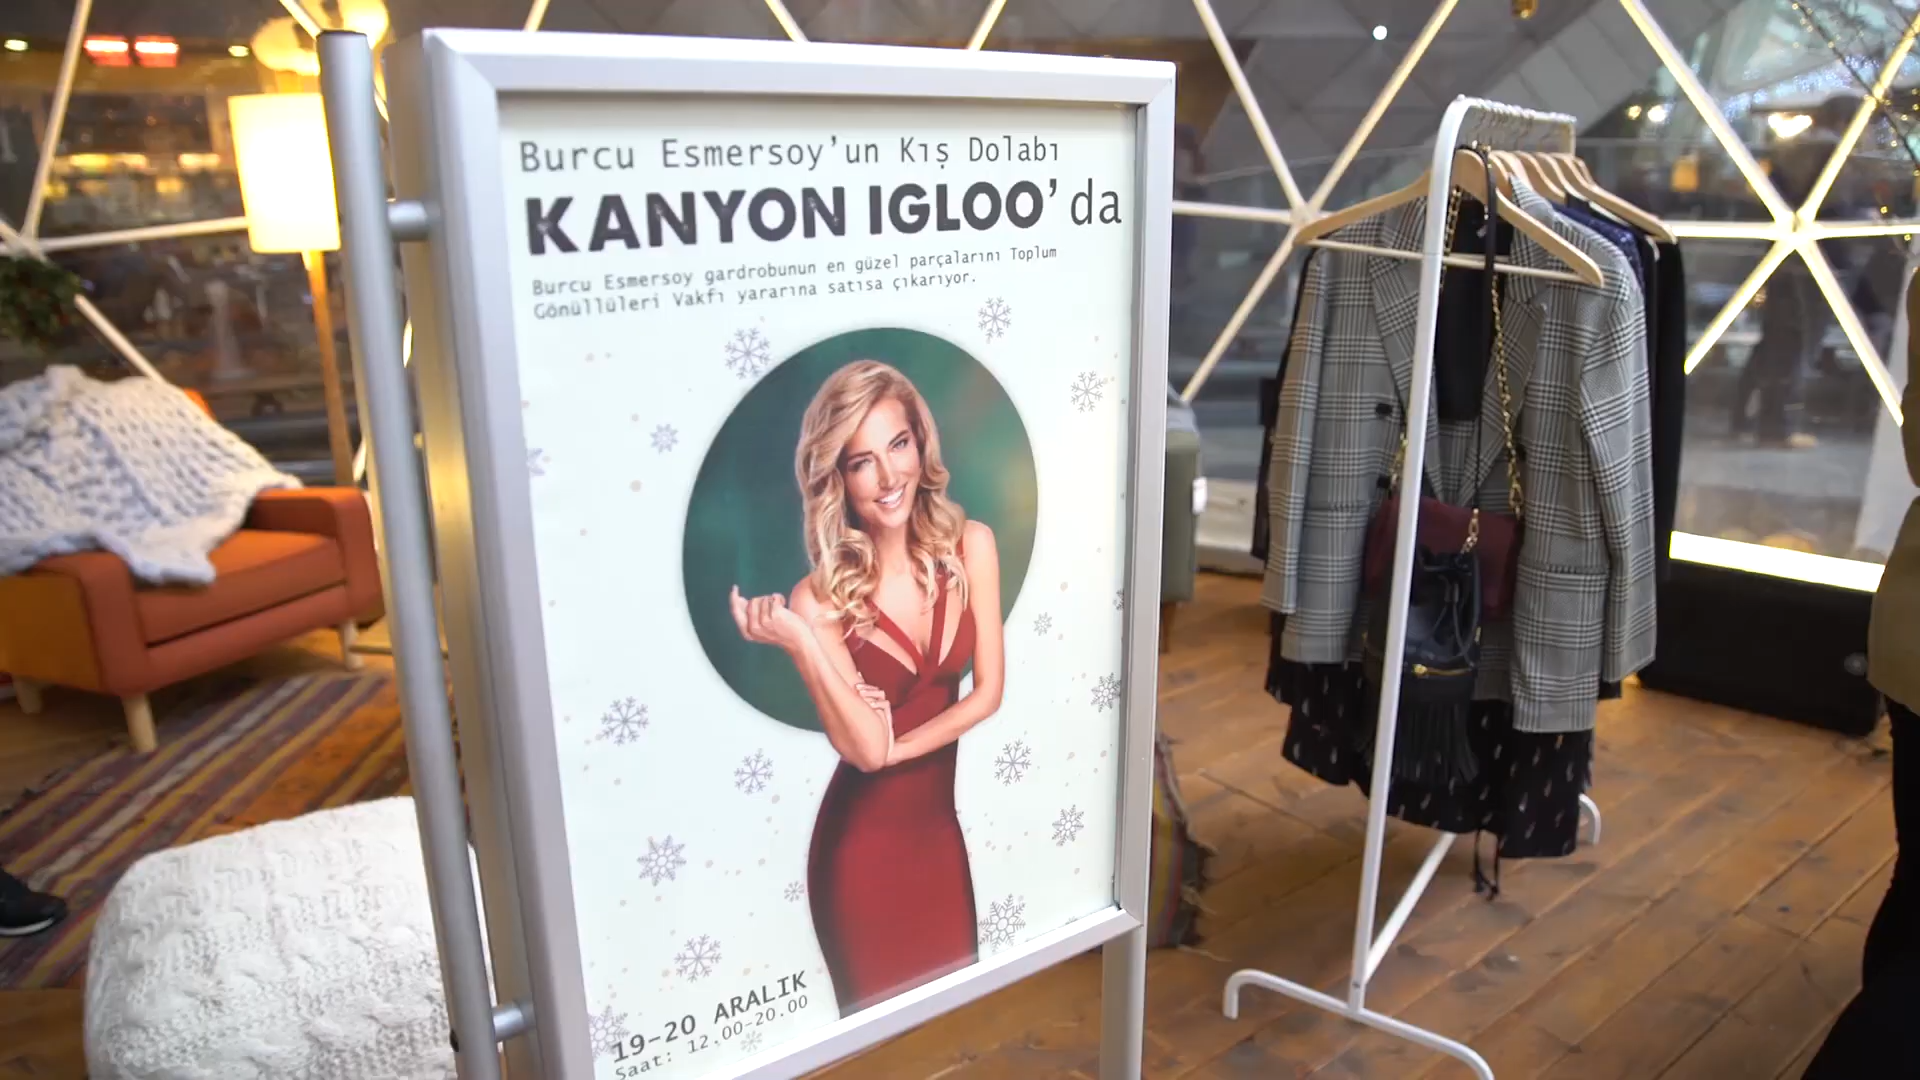 Burcu Esmersoy'un Kış Dolabı
KANYON IGLOO'da
Burcu Esmersoy gardrobunun en güzel parçalarını Toplum
Gönüllüleri Vakfı yararına satısa çıkarıyor.
19-20 ARALIK
Saat: 12.00-20.00